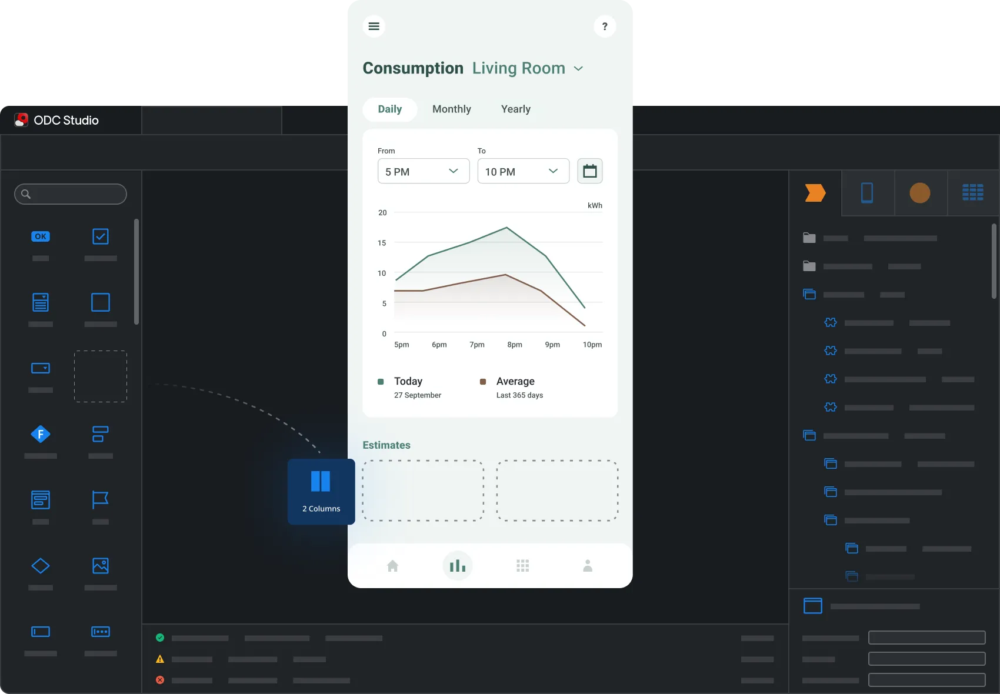 ?
Consumption Living Room
Daily Monthly Yearly
ODC Studio
From To
5 PM 10 PM
kWh
20
15
10
5
0
5pm 6pm 7pm 8pm 9pm 10pm
Today Average
27 September Last 365 days
Estimates
2 Columns
OK
F